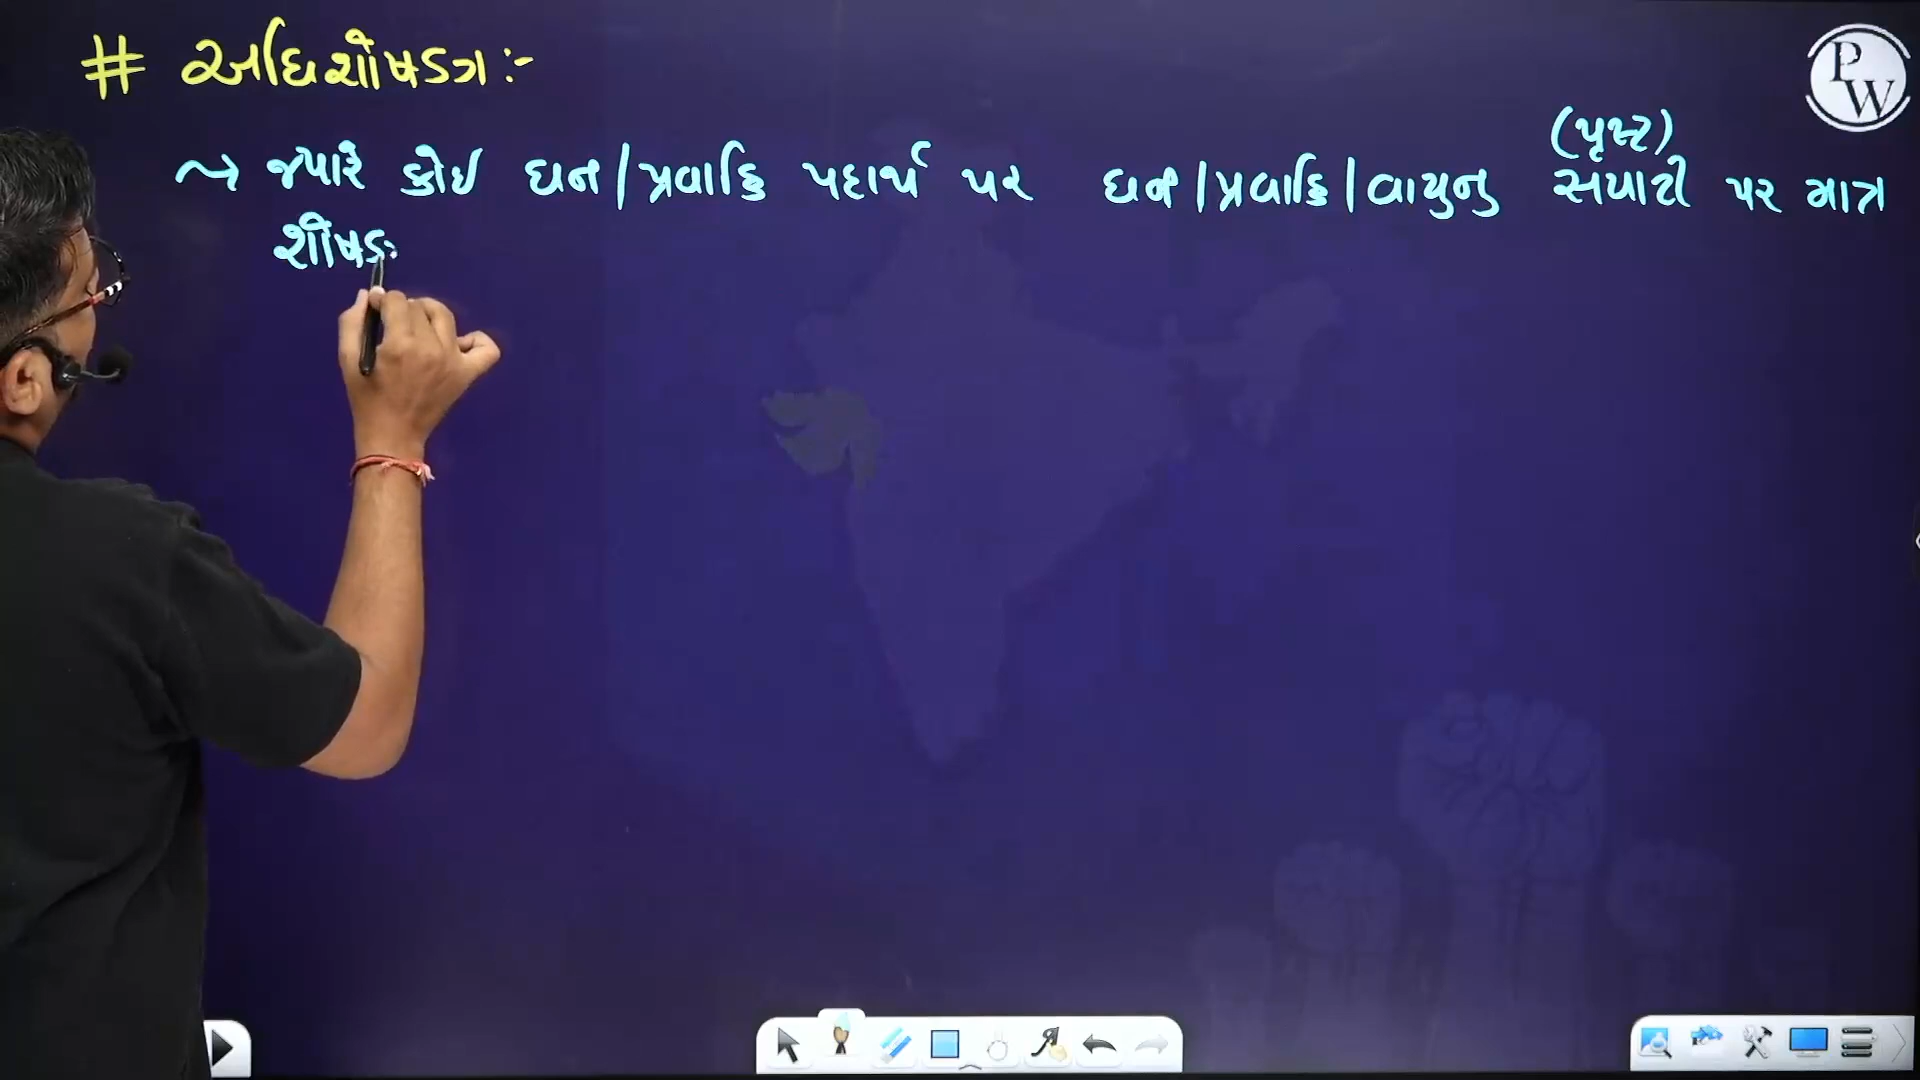 # અધિશોષણ :-
PW
(પૃષ્ટ)
→ જ્યારે કોઈ ઘન/પ્રવાહિ પદાર્થ પર ઘન/પ્રવાહિ/વાયુનુ સપાટી પર માત્ર
શોષણ